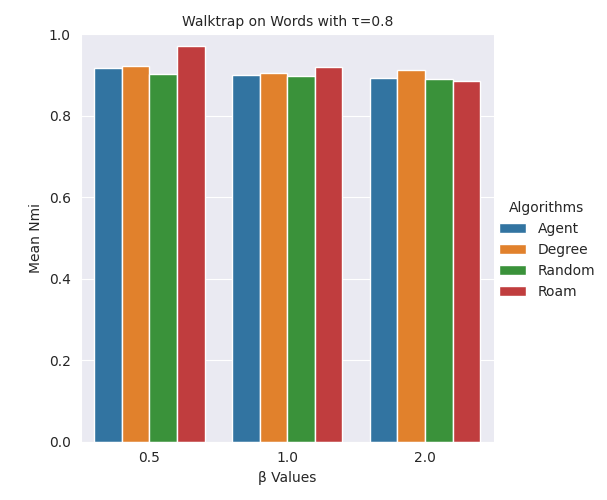 Walktrap on Words with τ=0.8
1.0
0.8
0.6
0.4
0.2
0.0
Mean Nmi
0.5
1.0
2.0
β Values
Algorithms
Agent
Degree
Random
Roam